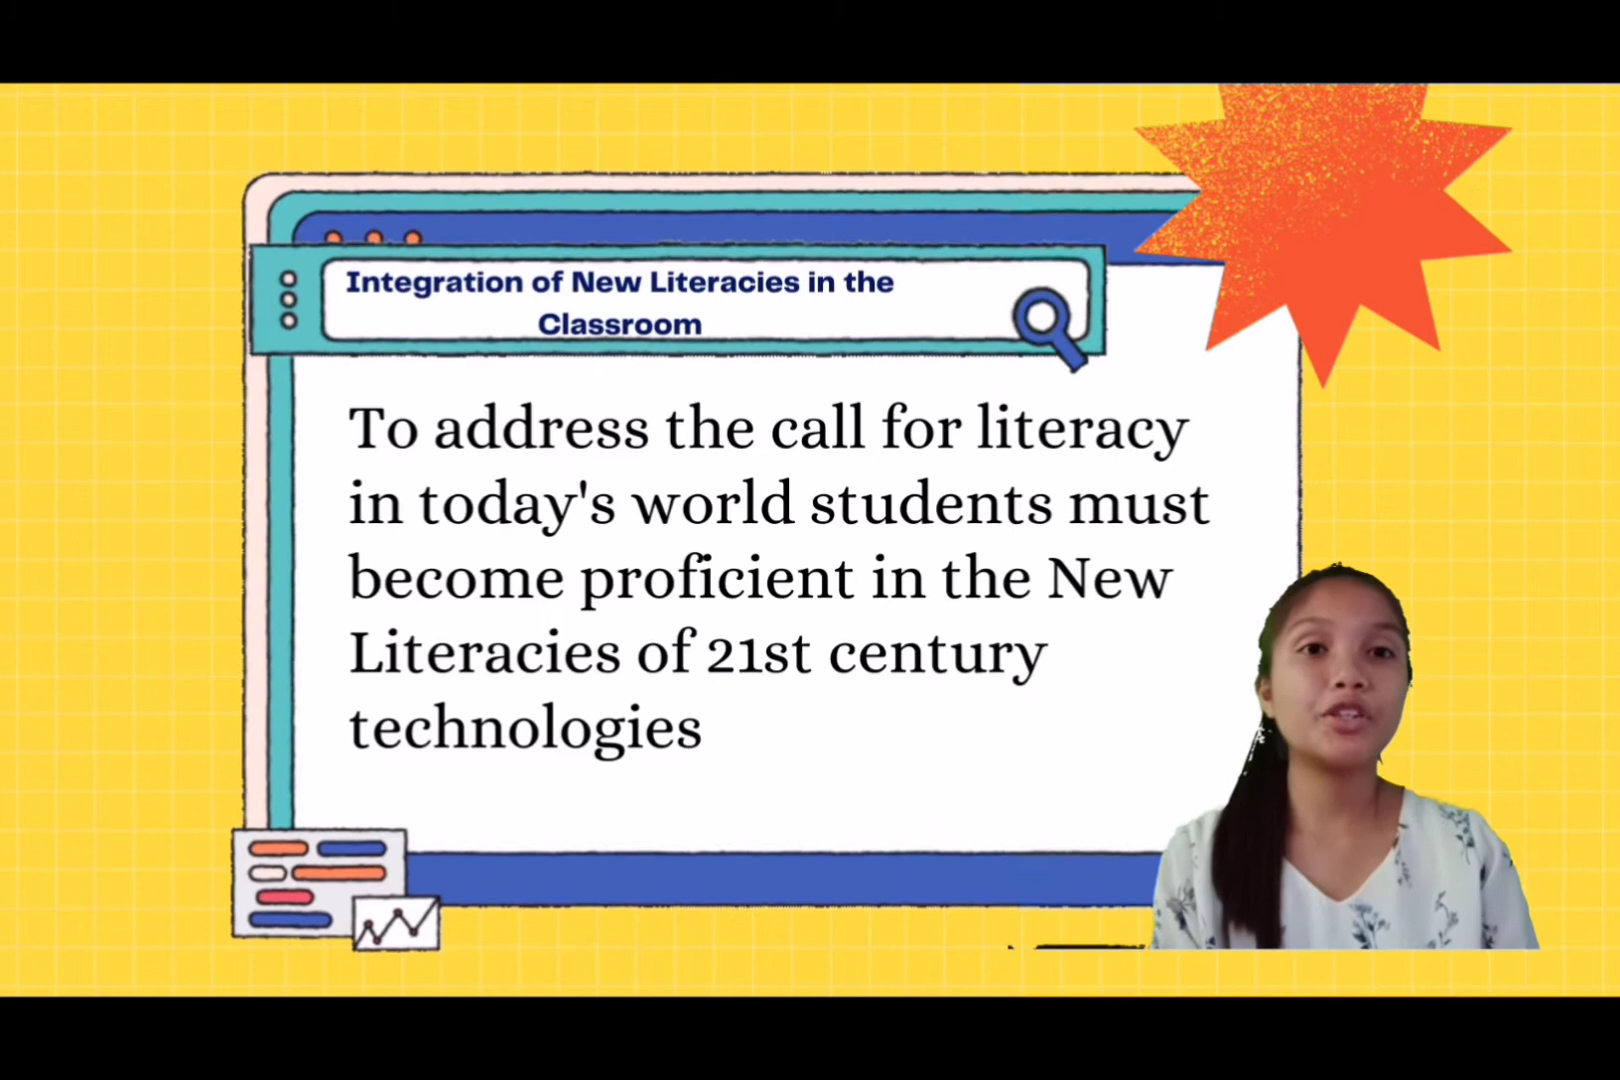 Integration of New Literacies in the
Classroom
To address the call for literacy
in today's world students must
become proficient in the New
Literacies of 21st century
technologies